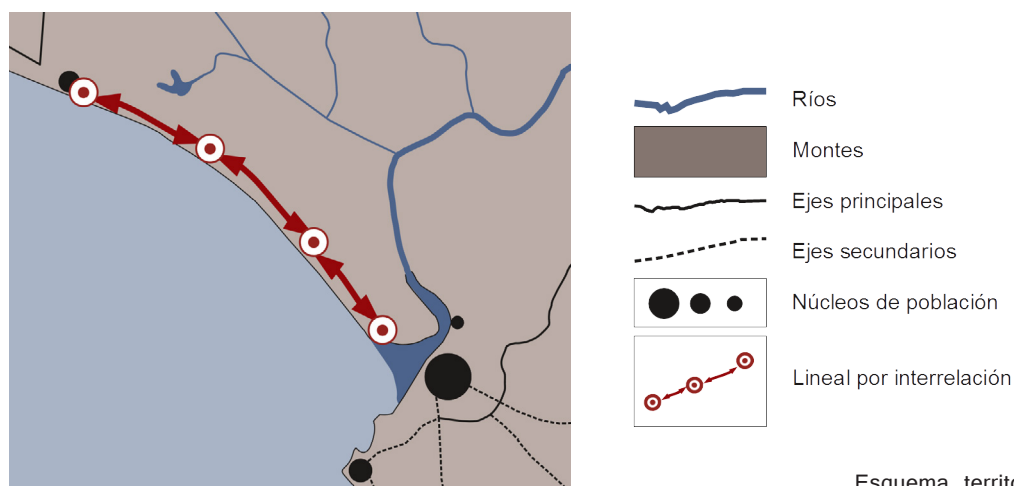 Ríos
Montes
Ejes principales
Ejes secundarios
Núcleos de población
Lineal por interrelación
Esquema